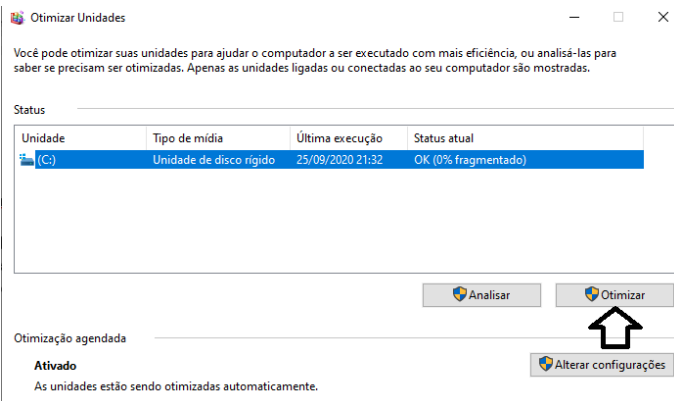 Otimizar Unidades
Você pode otimizar suas unidades para ajudar o computador a ser executado com mais eficiência, ou analisá-las para
saber se precisam ser otimizadas. Apenas as unidades ligadas ou conectadas ao seu computador são mostradas.
Status
Unidade Tipo de mídia Última execução Status atual
(C:) Unidade de disco rígido 25/09/2020 21:32 OK (0% fragmentado)
Analisar Otimizar
Otimização agendada
Ativado Alterar configurações
As unidades estão sendo otimizadas automaticamente.